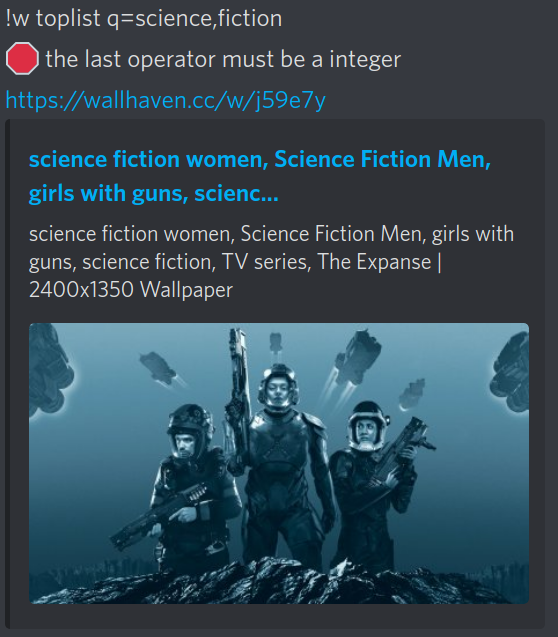 !w toplist q=science,fiction
the last operator must be a integer
https://wallhaven.cc/w/j59e7y
science fiction women, Science Fiction Men,
girls with guns, scienc...
science fiction women, Science Fiction Men, girls with
guns, science fiction, TV series, The Expanse |
2400x1350 Wallpaper